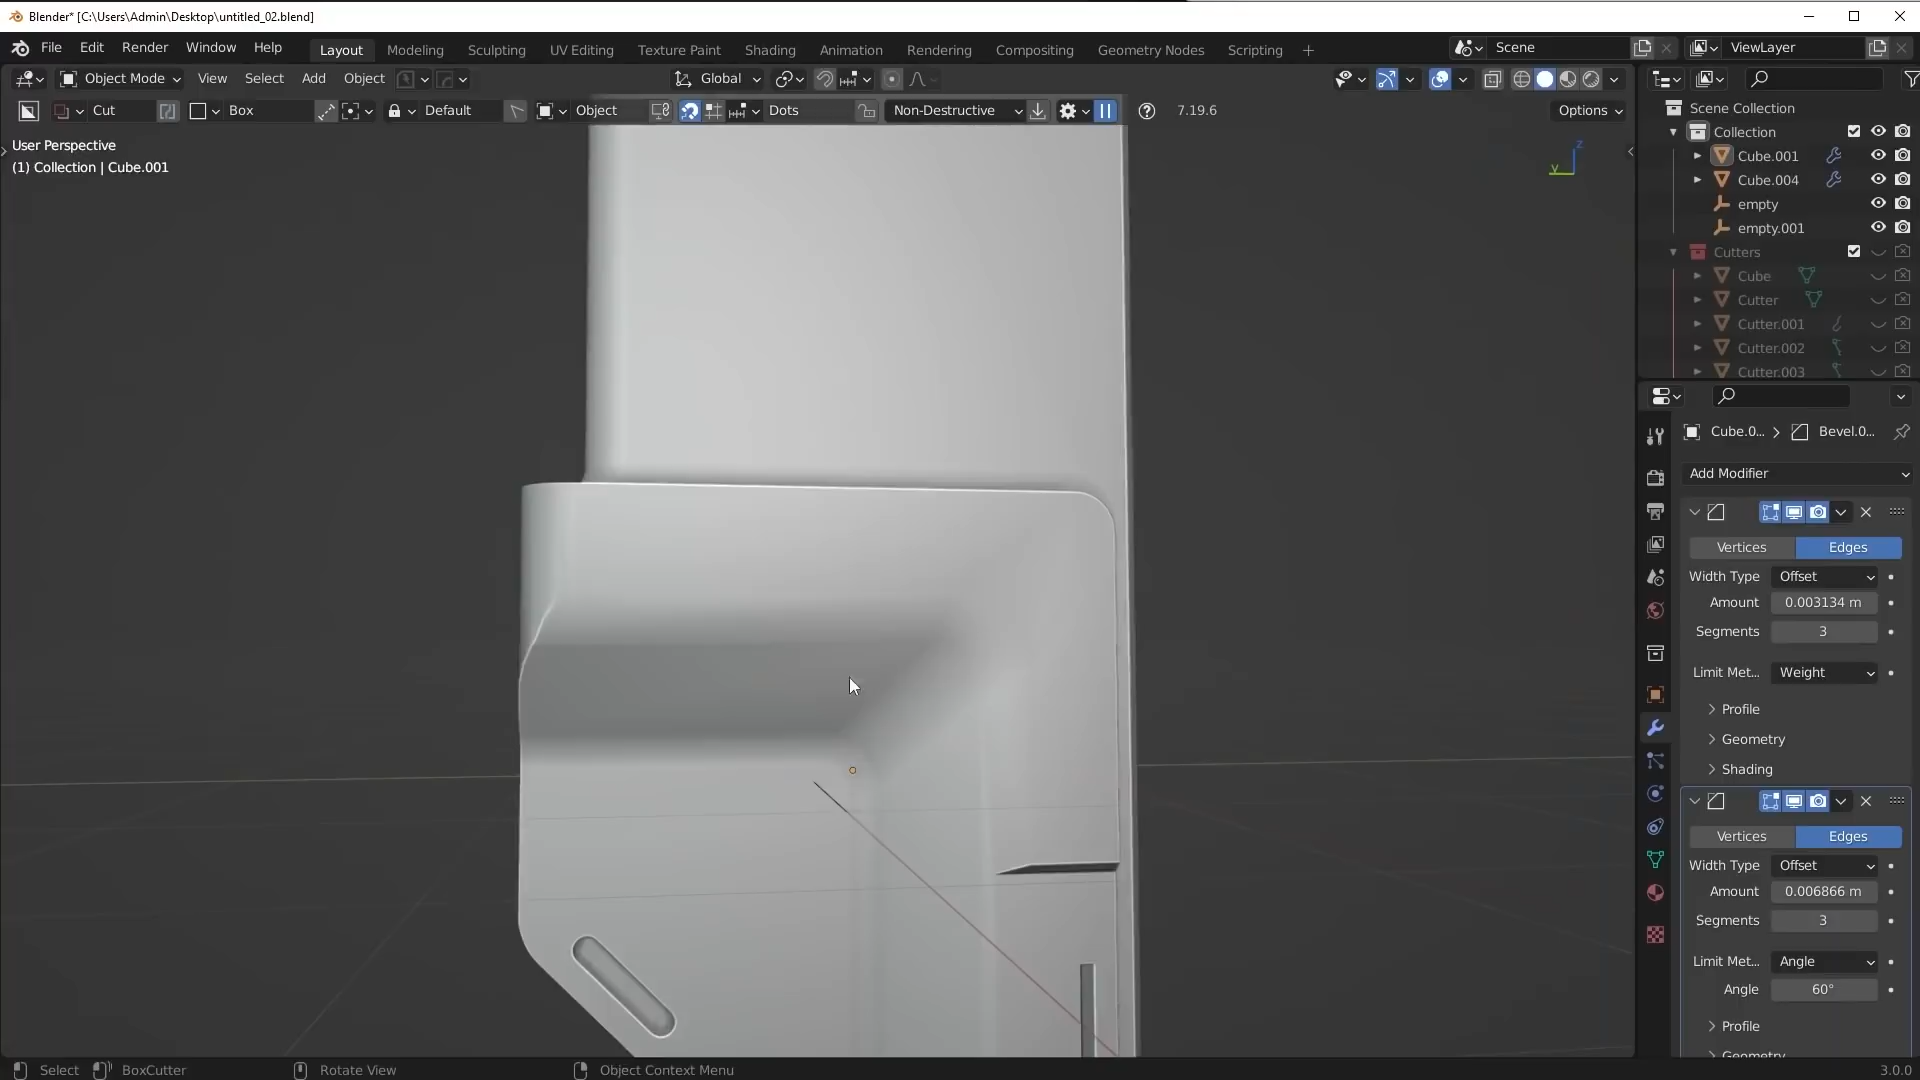 Blender* [C:\Users\Admin\Desktop\untitled_02.blend]
File Edit Render Window Help Layout Modeling Sculpting UV Editing Texture Paint Shading Animation Rendering Compositing Geometry Nodes Scripting + Scene ViewLayer
Object Mode View Select Add Object Global
Cut Box Default Object Dots Non-Destructive 7.19.6 Options
User Perspective
(1) Collection | Cube.001
Z
Y
Scene Collection
Collection
Cube.001
Cube.004
empty
empty.001
Cutters
Cube
Cutter
Cutter.001
Cutter.002
Cutter.003
Cube.0... Bevel.0...
Add Modifier
Vertices Edges
Width Type Offset
Amount 0.003134 m
Segments 3
Limit Met... Weight
Profile
Geometry
Shading
Vertices Edges
Width Type Offset
Amount 0.006866 m
Segments 3
Limit Met... Angle
Angle 60°
Profile
Geometry
Select BoxCutter Rotate View Object Context Menu 3.0.0